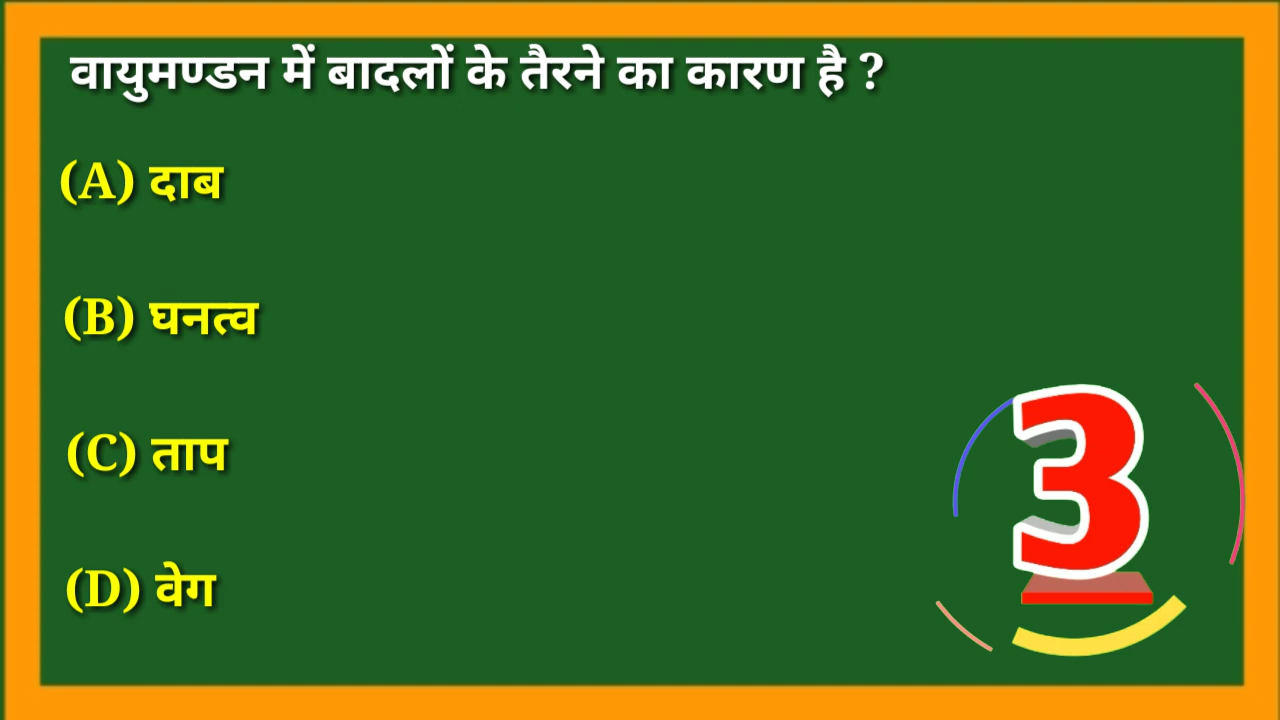 वायुमण्डन में बादलों के तैरने का कारण है ?
(A) दाब
(B) घनत्व
(C) ताप
(D) वेग
3